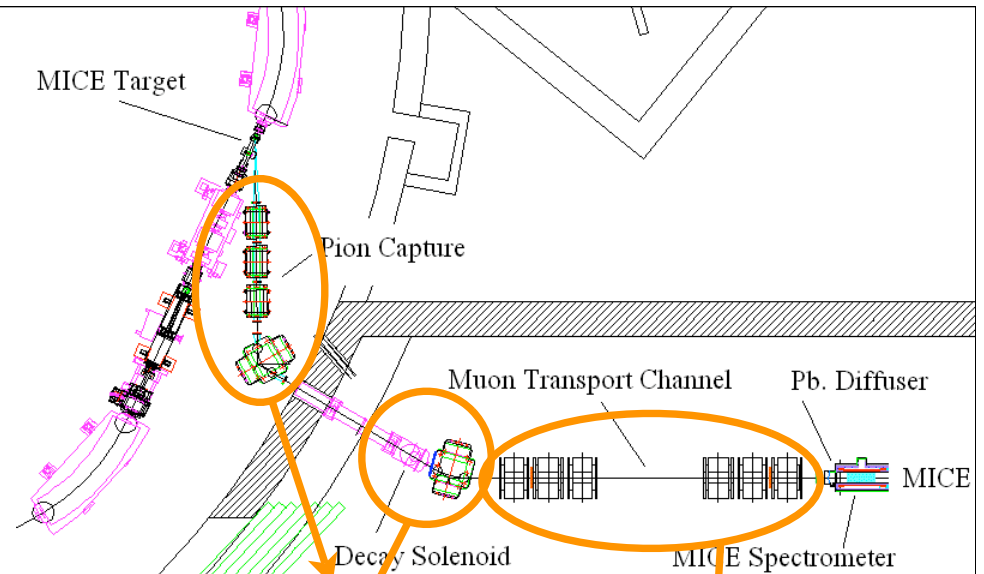 MICE Target
Pion Capture
Muon Transport Channel
Pb. Diffuser
MICE
Decay Solenoid
MICE Spectrometer